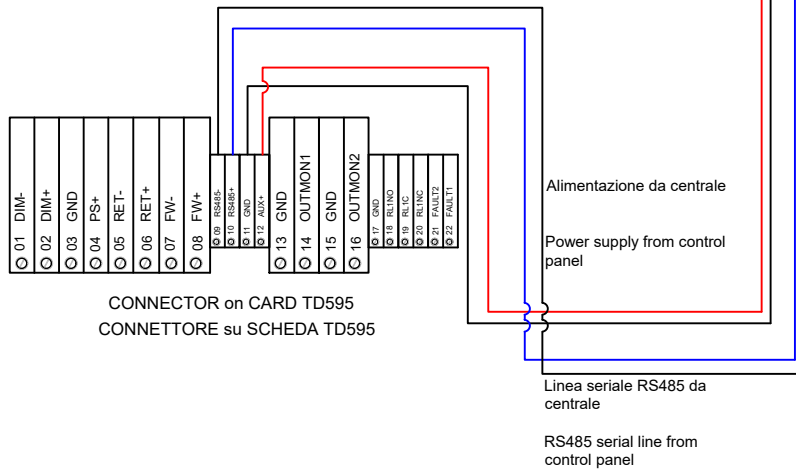 01 DIM-
02 DIM+
03 GND
04 PS+
05 RET-
06 RET+
07 FW-
08 FW+
09 RS485-
10 RS485+
11 GND
12 AUX+
13 GND
14 OUTMON1
15 GND
16 OUTMON2
17 GND
18 RL1NO
19 RL1C
20 RL1NC
21 FAULT2
22 FAULT1
CONNECTOR on CARD TD595
CONNETTORE su SCHEDA TD595
Alimentazione da centrale
Power supply from control
panel
Linea seriale RS485 da
centrale
RS485 serial line from
control panel